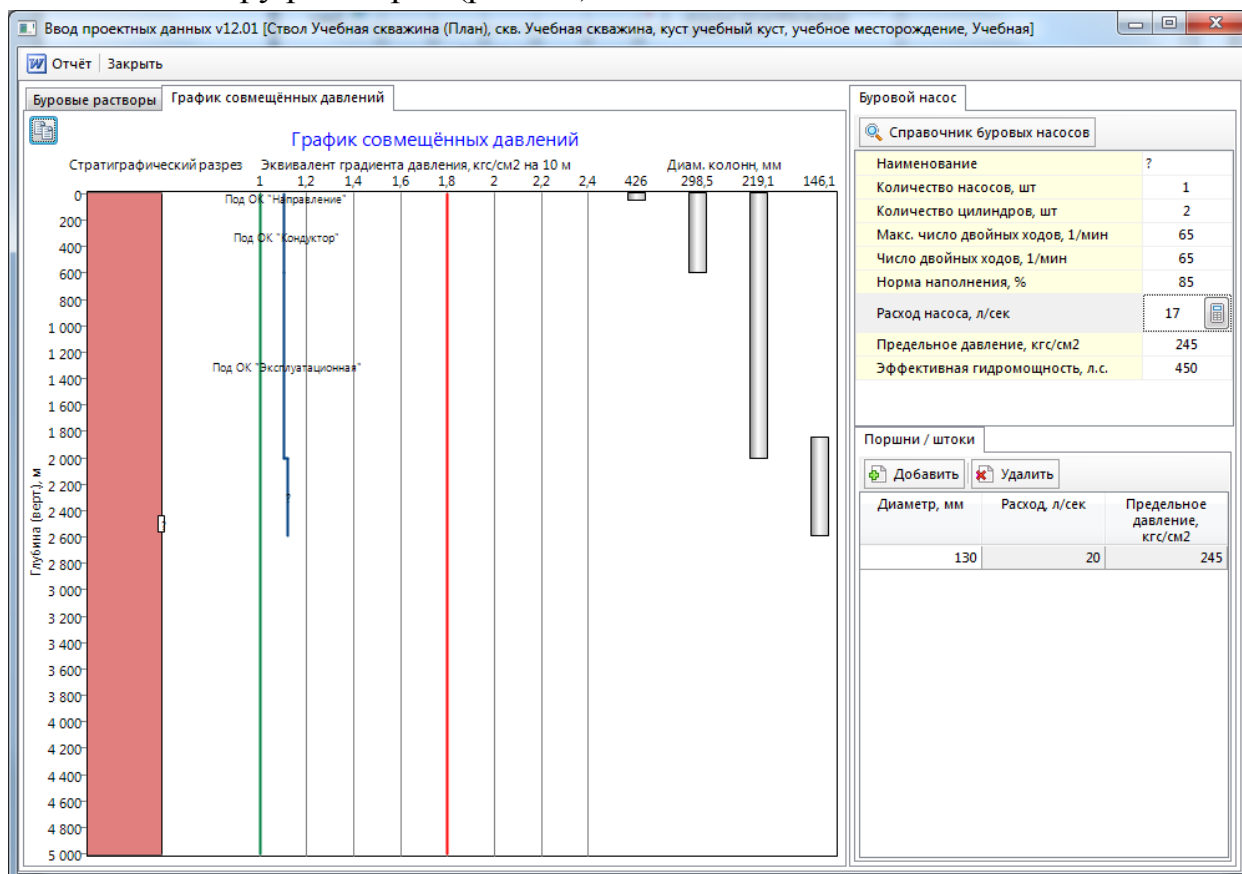 Ввод проектных данных v12.01 [Ствол Учебная скважина (План), скв. Учебная скважина, куст учебный куст, учебное месторождение, Учебная]
Отчёт Закрыть
Буровые растворы График совмещённых давлений
График совмещённых давлений
Стратиграфический разрез Эквивалент градиента давления, кгс/см2 на 10 м Диам. колонн, мм
1 1,2 1,4 1,6 1,8 2 2,2 2,4 426 298,5 219,1 146,1
Под ОК "Направление"
Под ОК "Кондуктор"
Под ОК "Эксплуатационная"
?
?
Глубина (верт.), м
0
200
400
600
800
1 000
1 200
1 400
1 600
1 800
2 000
2 200
2 400
2 600
2 800
3 000
3 200
3 400
3 600
3 800
4 000
4 200
4 400
4 600
4 800
5 000
Буровой насос
Справочник буровых насосов
Наименование ?
Количество насосов, шт 1
Количество цилиндров, шт 2
Макс. число двойных ходов, 1/мин 65
Число двойных ходов, 1/мин 65
Норма наполнения, % 85
Расход насоса, л/сек 17
Предельное давление, кгс/см2 245
Эффективная гидромощность, л.с. 450
Поршни / штоки
Добавить Удалить
Диаметр, мм Расход, л/сек Предельное
давление,
кгс/см2
130 20 245